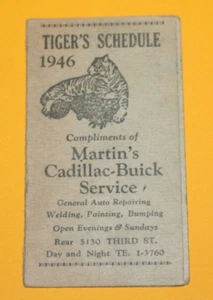 TIGER'S SCHEDULE
1946
Compliments of
Martin's
Cadillac-Buick
Service
General Auto Repairing
Welding, Painting, Bumping
Open Evenings & Sundays
Rear 5130 THIRD ST.
Day and Night TE. 1-3760